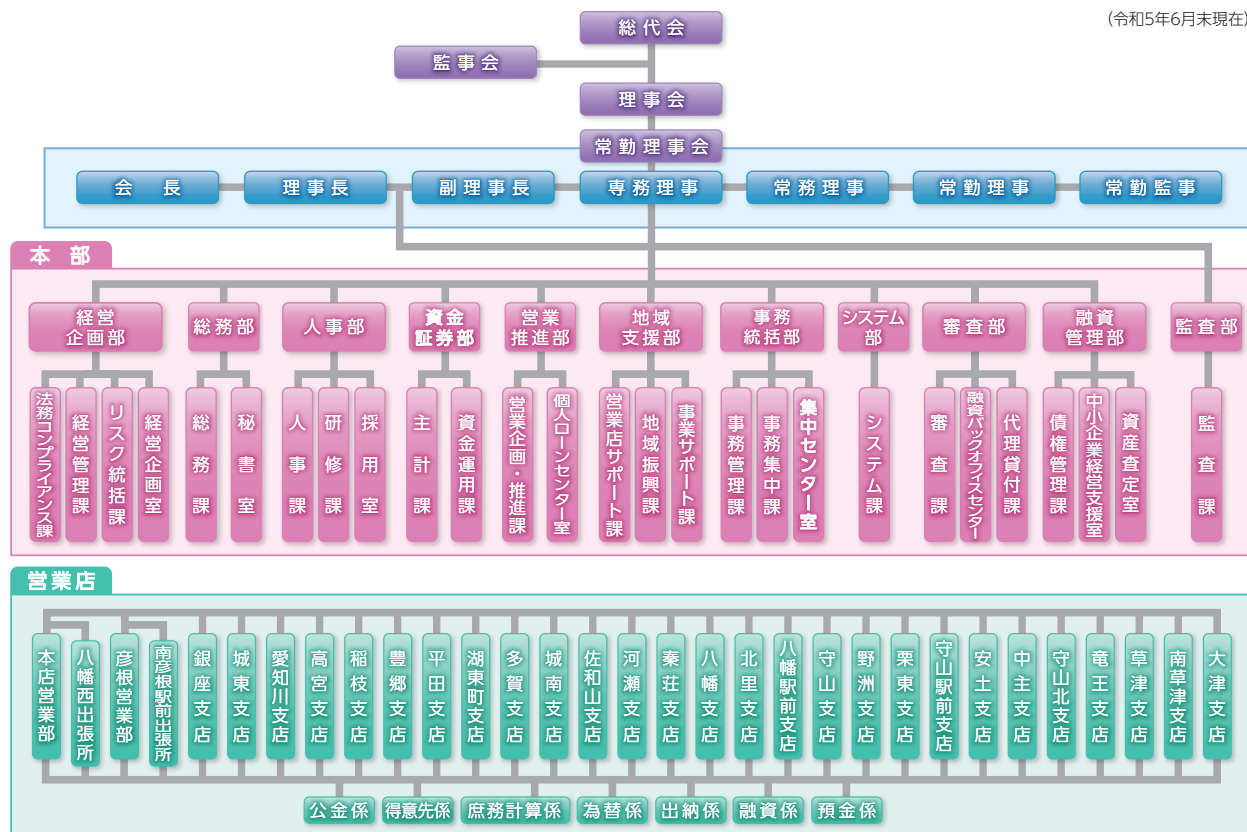 (令和5年6月末現在)
総代会
監事会
理事会
常勤理事会
会 長
理事長
副理事長
専務理事
常務理事
常勤理事
常勤監事
本 部
経営
企画部
総務部
人事部
資金
証券部
営業
推進部
地域
支援部
事務
統括部
システム
部
審査部
融資
管理部
監査部
法務コンプライアンス課
経営管理課
リスク統括課
経営企画室
総務課
秘書室
人事課
研修課
採用室
主計課
資金運用課
営業企画・推進課
個人ローンセンター室
営業店サポート課
地域振興課
事業サポート課
事務管理課
事務集中課
集中センター室
システム課
審査課
融資バックオフィスセンター
代理貸付課
債権管理課
中小企業経営支援室
資産査定室
監査課
営業店
本店営業部
八幡西出張所
彦根営業部
南彦根駅前出張所
銀座支店
城東支店
愛知川支店
高宮支店
稲枝支店
豊郷支店
平田支店
湖東町支店
多賀支店
城南支店
佐和山支店
河瀬支店
秦荘支店
八幡支店
北里支店
八幡駅前支店
守山支店
野洲支店
栗東支店
守山駅前支店
安土支店
中主支店
守山北支店
竜王支店
草津支店
南草津支店
大津支店
公金係
得意先係
庶務計算係
為替係
出納係
融資係
預金係